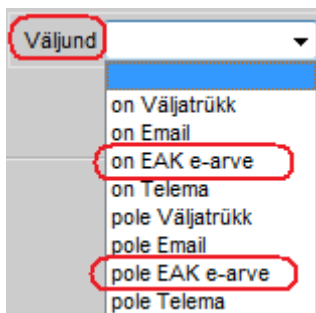 Väljund
on Väljatrükk
on Email
on EAK e-arve
on Telema
pole Väljatrükk
pole Email
pole EAK e-arve
pole Telema